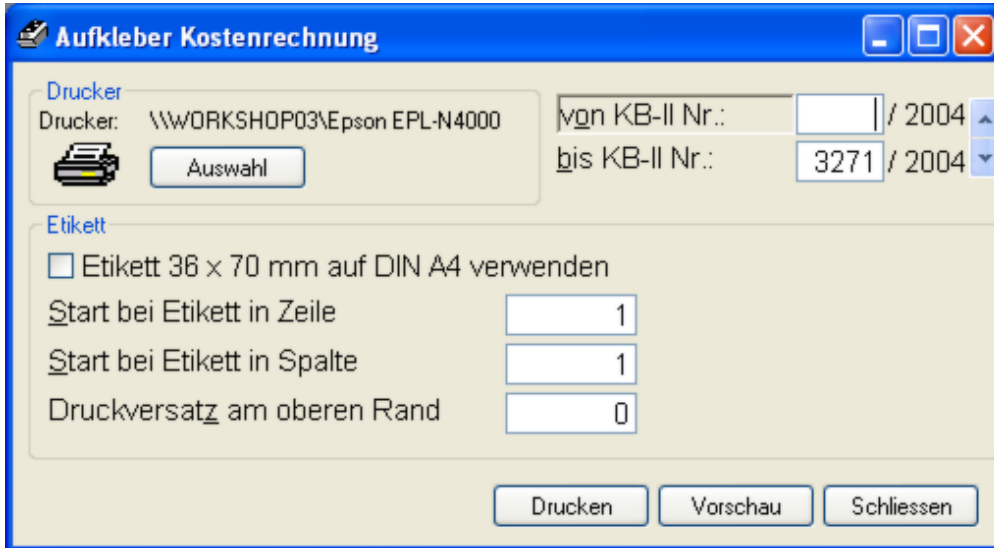 Aufkleber Kostenrechnung
Drucker
Drucker: \\WORKSHOP03\Epson EPL-N4000
Auswahl
von KB-II Nr.: / 2004
bis KB-II Nr.: 3271 / 2004
Etikett
Etikett 36 x 70 mm auf DIN A4 verwenden
Start bei Etikett in Zeile 1
Start bei Etikett in Spalte 1
Druckversatz am oberen Rand 0
Drucken Vorschau Schliessen